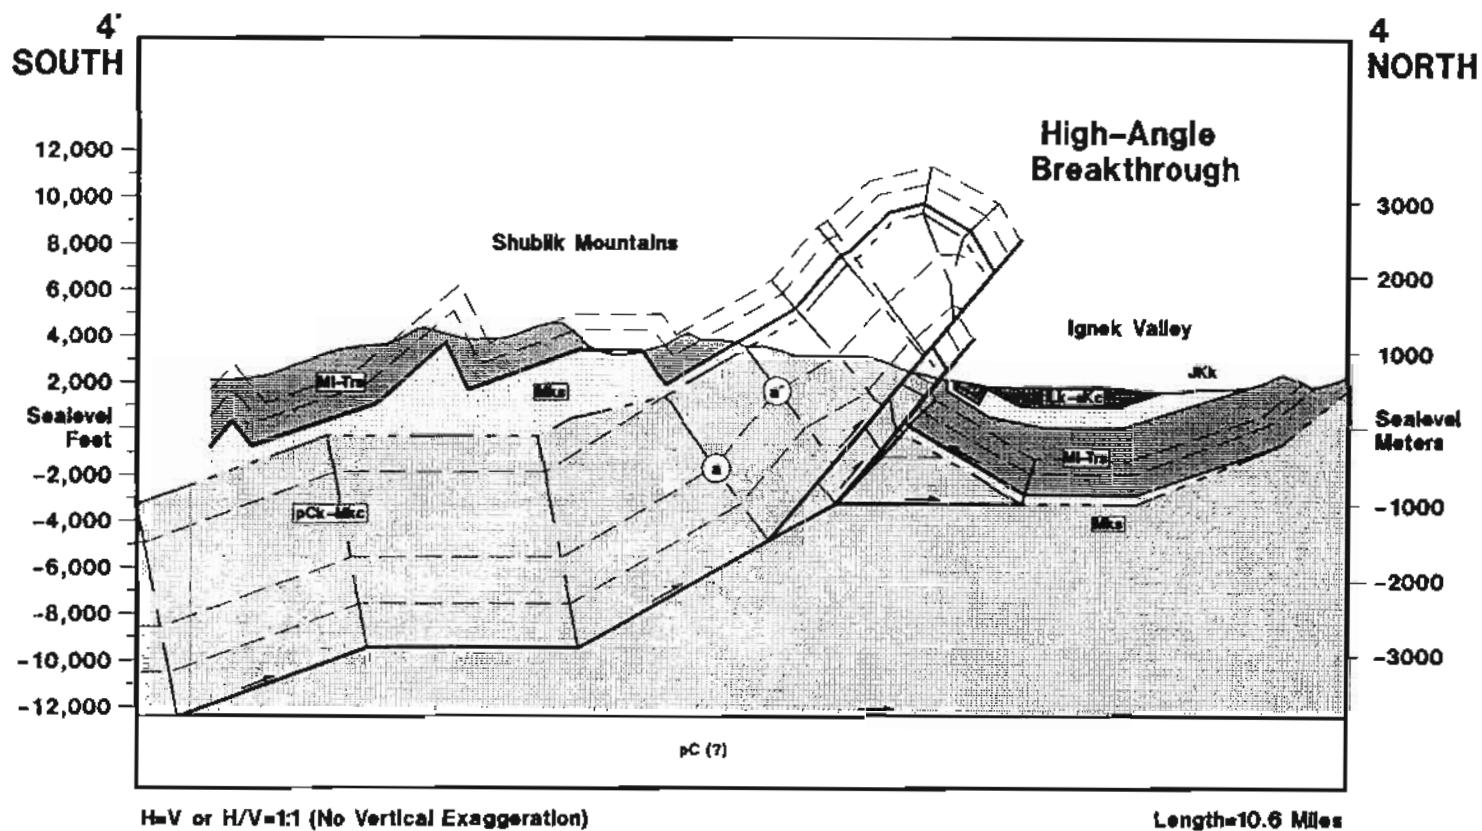 4'
SOUTH
4
NORTH
High-Angle
Breakthrough
Shublik Mountains
Ignek Valley
12,000
10,000
8,000
6,000
4,000
2,000
Sealevel
Feet
-2,000
-4,000
-6,000
-8,000
-10,000
-12,000
3000
2000
1000
Sealevel
Meters
-1000
-2000
-3000
Ml-Trs
Mks
a'
a
pCk-Mkc
JKk
Ml-Trs
Mks
pC (?)
H=V or H/V=1:1 (No Vertical Exaggeration)
Length=10.6 Miles